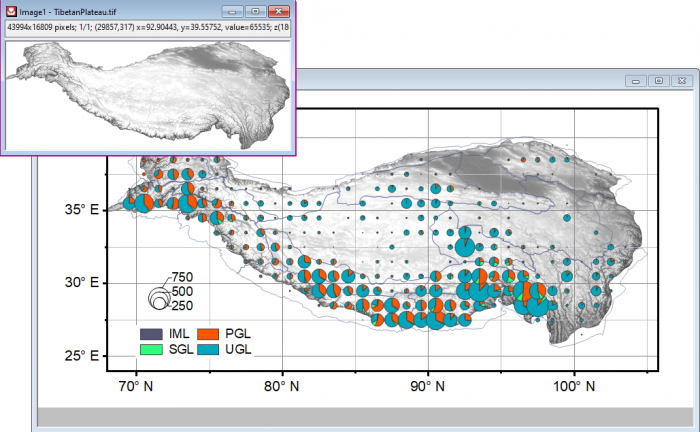 Image1 - TibetanPlateau.tif
43994x16809 pixels; 1/1; (29857,317) x=92.90443, y=39.55752, value=65535; z(18
35° E
30° E
25° E
750
500
250
IML PGL
SGL UGL
70° N 80° N 90° N 100° N